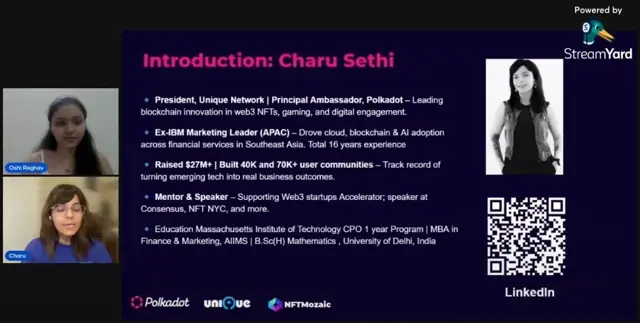 Powered by
StreamYard
Introduction: Charu Sethi
President, Unique Network | Principal Ambassador, Polkadot – Leading
blockchain innovation in web3 NFTs, gaming, and digital engagement.
Ex-IBM Marketing Leader (APAC) – Drove cloud, blockchain & AI adoption
across financial services in Southeast Asia. Total 16 years experience
Raised $27M+ | Built 40K and 70K+ user communities – Track record of
turning emerging tech into real business outcomes.
Mentor & Speaker – Supporting Web3 startups Accelerator; speaker at
Consensus, NFT NYC, and more.
Education Massachusetts Institute of Technology CPO 1 year Program | MBA in
Finance & Marketing, AIIMS | B.Sc(H) Mathematics , University of Delhi, India
Oshi Raghav
Charu
LinkedIn
Polkadot
uniQue
NFTMozaic